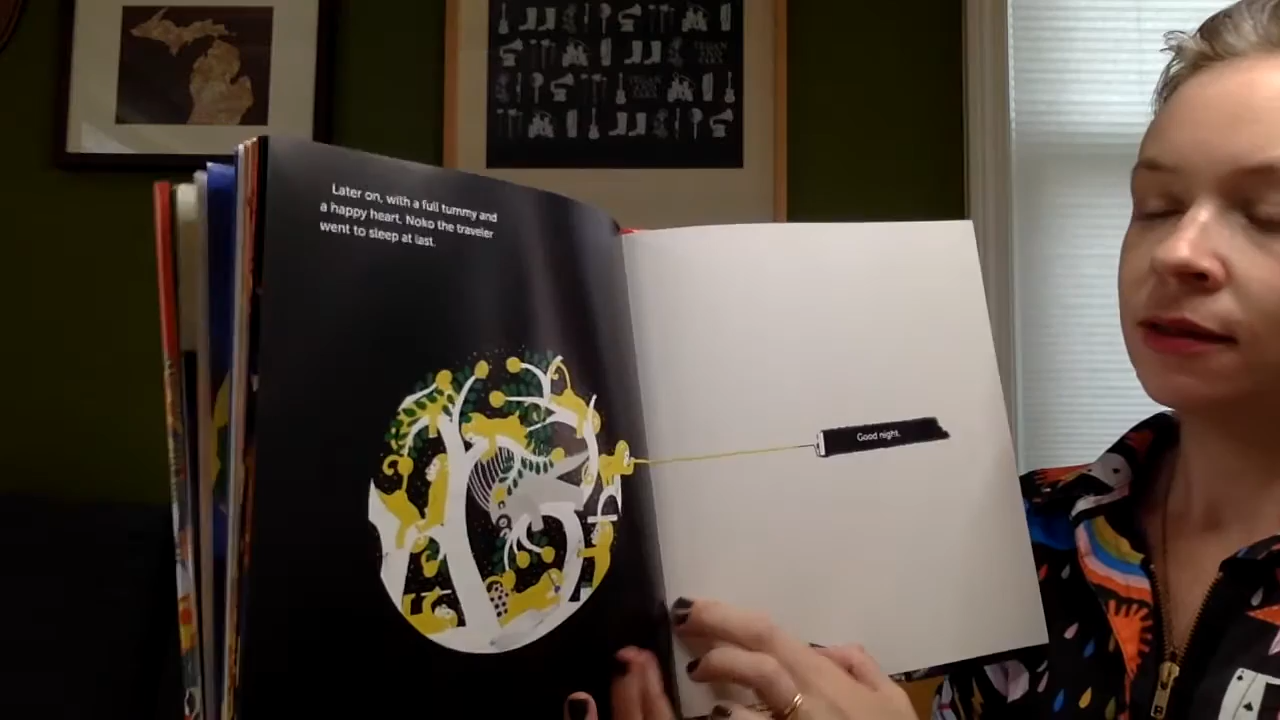 Later on, with a full tummy and
a happy heart, Noko the traveler
went to sleep at last.
Good night.